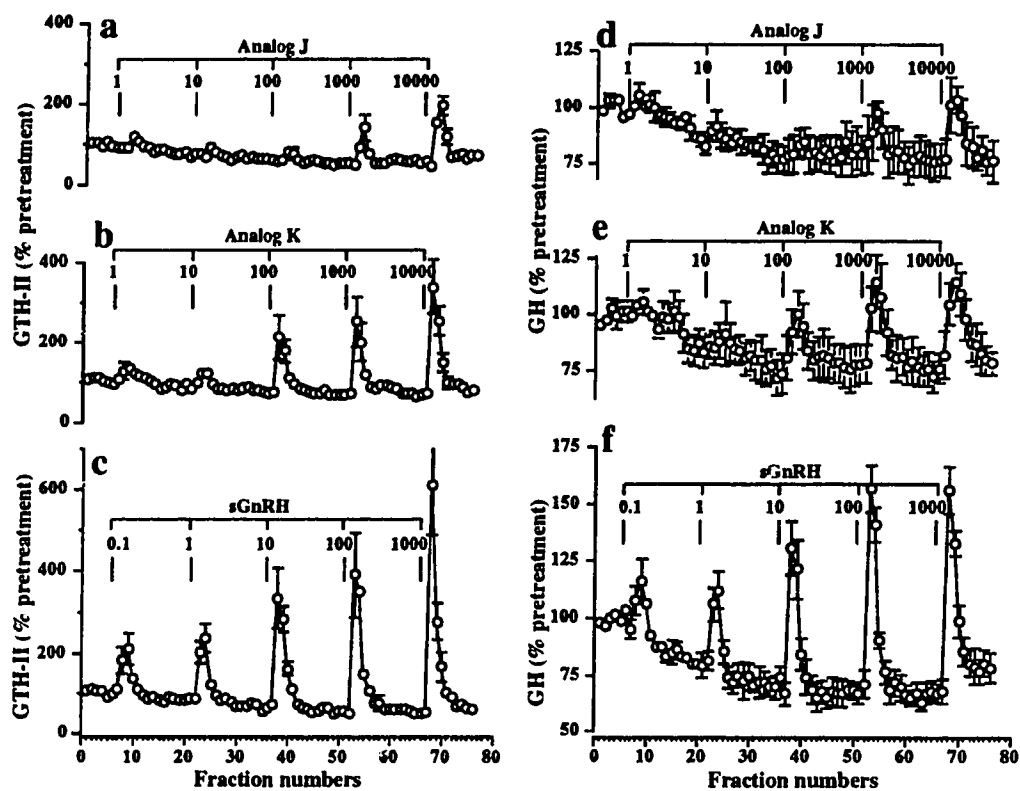 a
Analog J
1 10 100 1000 10000
400
200
0
b
Analog K
1 10 100 1000 10000
400
200
0
GTH-II (% pretreatment)
c
sGnRH
0.1 1 10 100 1000
600
400
200
0
GTH-II (% pretreatment)
0 10 20 30 40 60 70 80
Fraction numbers
d
Analog J
1 10 100 1000 10000
125
100
75
e
Analog K
1 10 100 1000 10000
125
100
75
GH (% pretreatment)
f
sGnRH
0.1 1 10 100 1000
175
150
125
100
75
50
GH (% pretreatment)
0 10 20 30 40 50 60 70 80
Fraction numbers